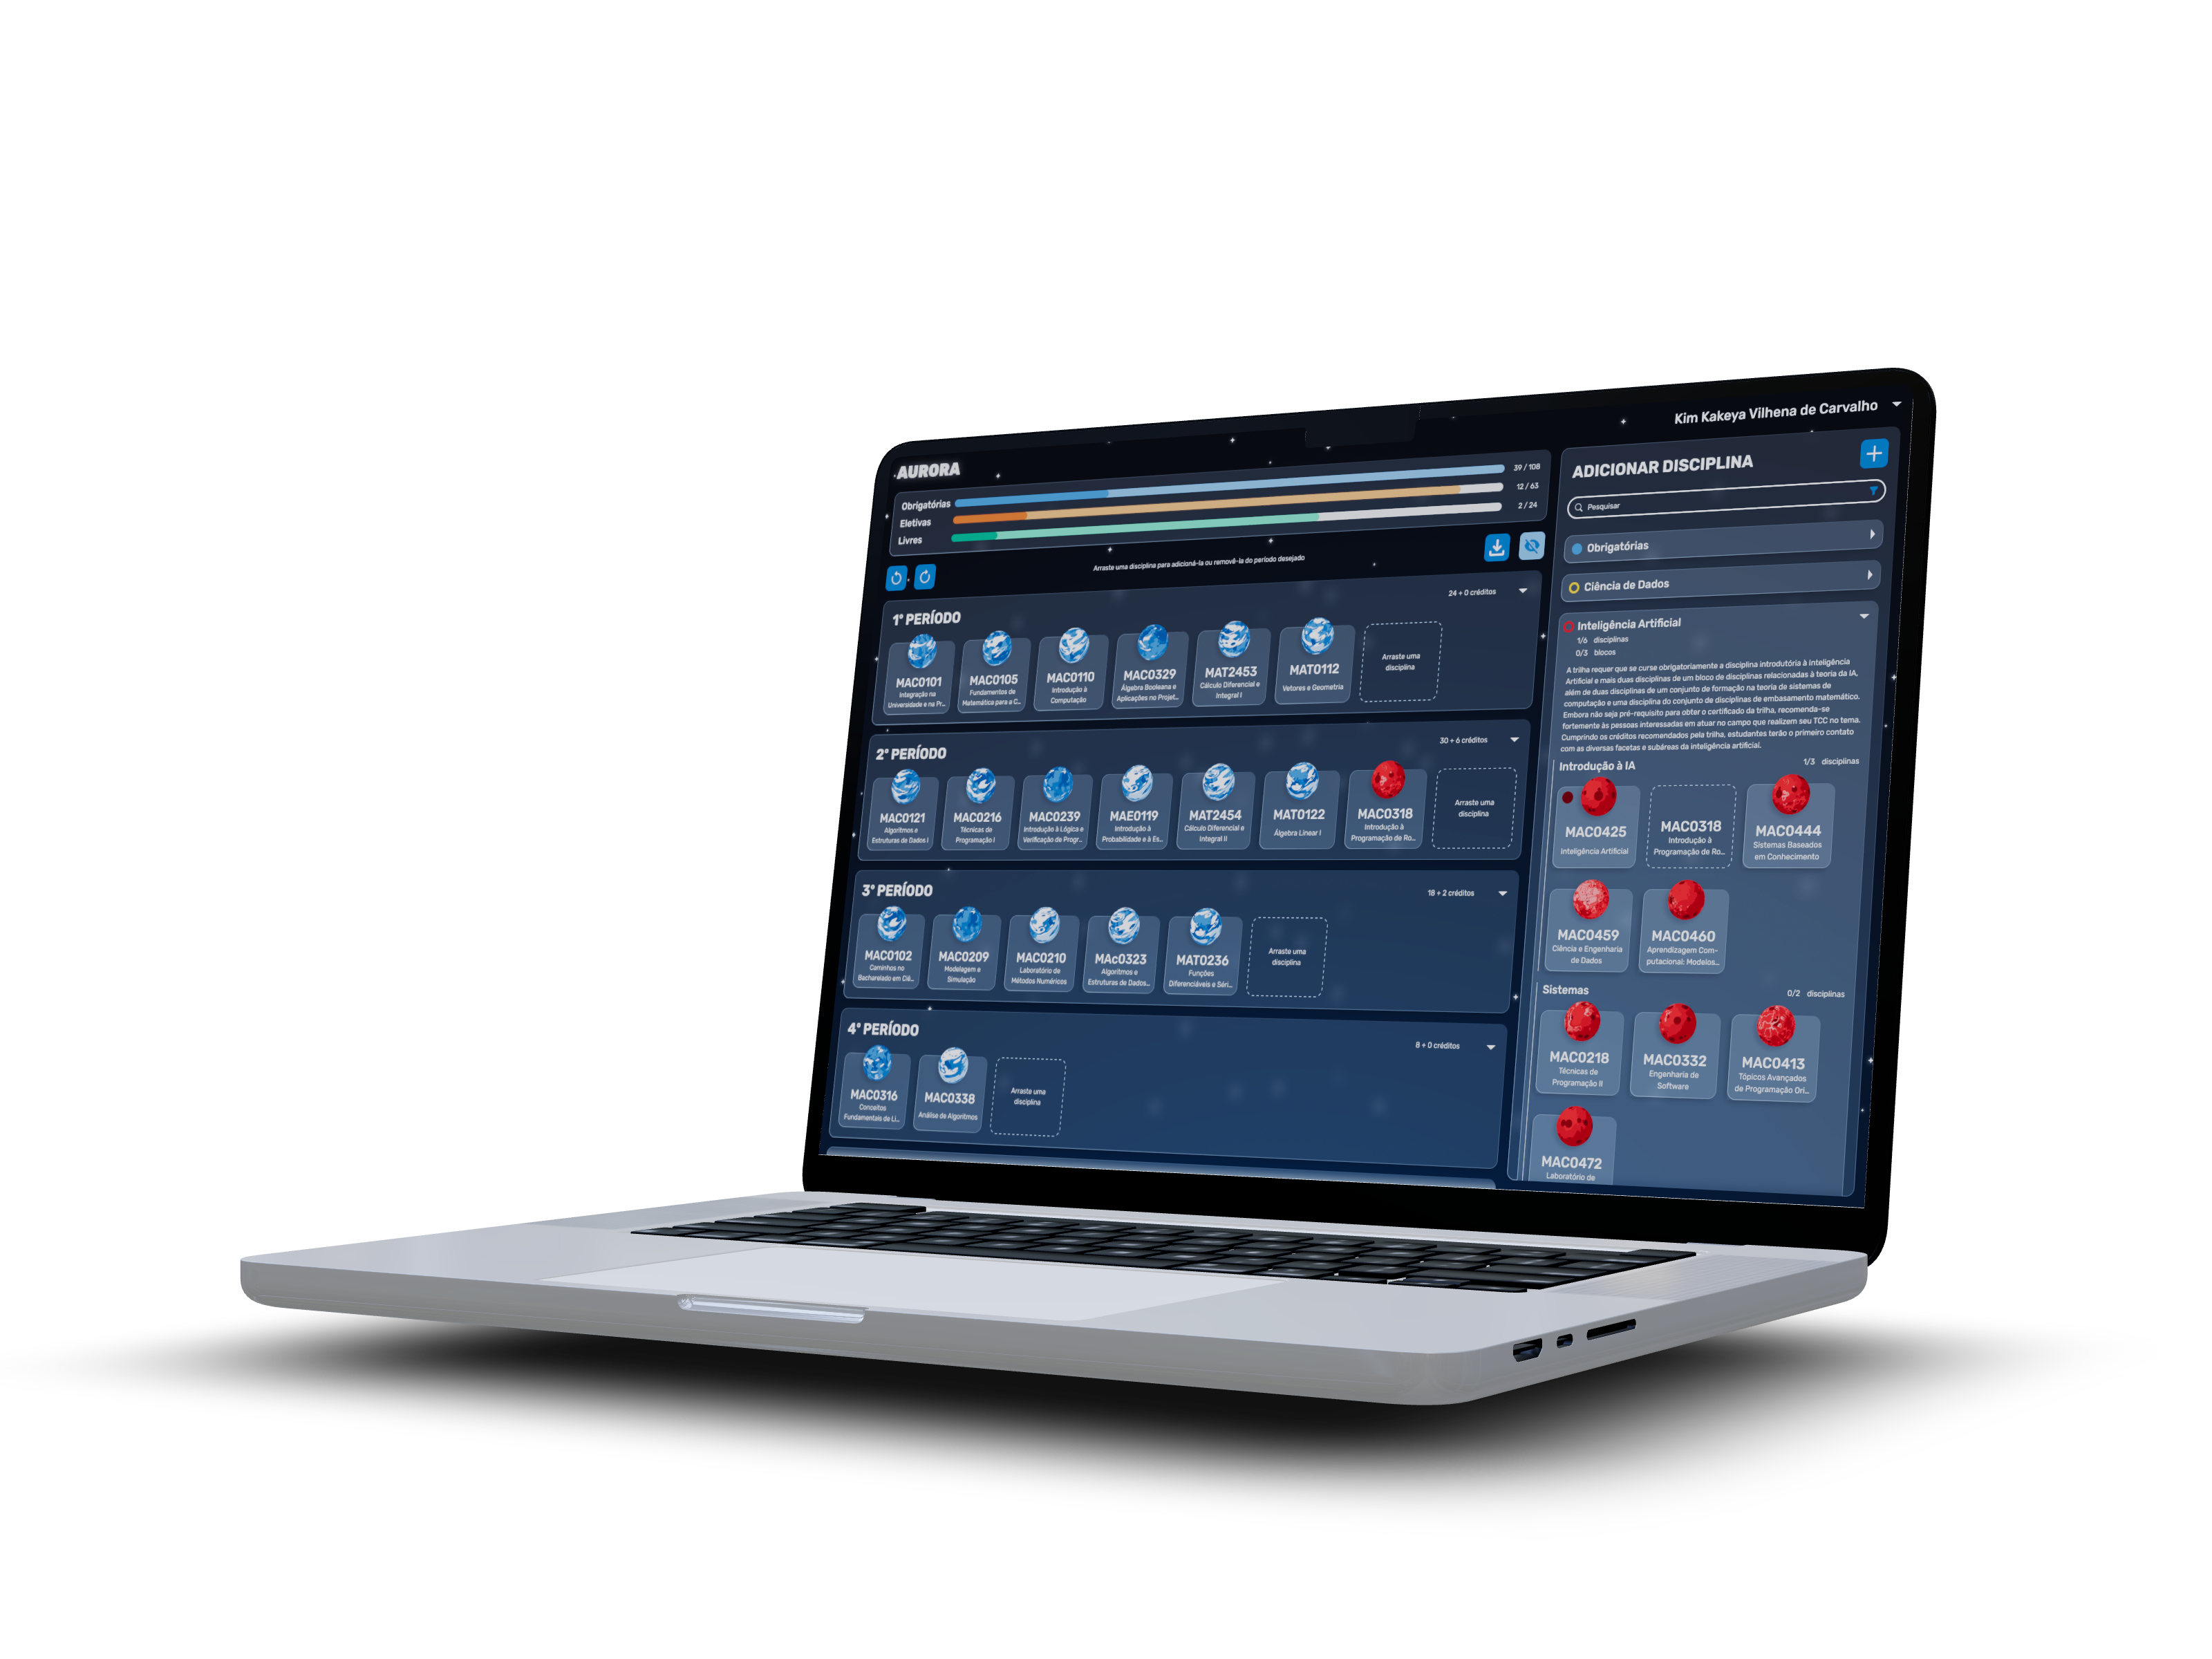 Kim Kakeya Vilhena de Carvalho
AURORA
Obrigatórias
39 / 108
Eletivas
12 / 63
Livres
2 / 24
Arraste uma disciplina para adicioná-la ou removê-la do período desejado
1º PERÍODO
24 + 0 créditos
MAC0101
Integração na
Universidade e na Pr...
MAC0105
Fundamentos de
Matemática para a C...
MAC0110
Introdução à
Computação
MAC0329
Álgebra Booleana e
Aplicações no Projet...
MAT2453
Cálculo Diferencial e
Integral I
MAT0112
Vetores e Geometria
Arraste uma
disciplina
2º PERÍODO
30 + 6 créditos
MAC0121
Algoritmos e
Estruturas de Dados I
MAC0216
Técnicas de
Programação I
MAC0239
Introdução à Lógica e
Verificação de Progr...
MAE0119
Introdução à
Probabilidade e à Es...
MAT2454
Cálculo Diferencial e
Integral II
MAT0122
Álgebra Linear I
MAC0318
Introdução à
Programação de Ro...
Arraste uma
disciplina
3º PERÍODO
18 + 2 créditos
MAC0102
Caminhos no
Bacharelado em Ciê...
MAC0209
Modelagem e
Simulação
MAC0210
Laboratório de
Métodos Numéricos
MAc0323
Algoritmos e
Estruturas de Dados...
MAT0236
Funções
Diferenciáveis e Séri...
Arraste uma
disciplina
4º PERÍODO
8 + 0 créditos
MAC0316
Conceitos
Fundamentais de Li...
MAC0338
Análise de Algoritmos
Arraste uma
disciplina
ADICIONAR DISCIPLINA
Pesquisar
Obrigatórias
Ciência de Dados
Inteligência Artificial
1/6 disciplinas
0/3 blocos
A trilha requer que se curse obrigatoriamente a disciplina introdutória à Inteligência
Artificial e mais duas disciplinas de um bloco de disciplinas relacionadas à teoria da IA,
além de duas disciplinas de um conjunto de formação na teoria de sistemas de
computação e uma disciplina do conjunto de disciplinas de embasamento matemático.
Embora não seja pré-requisito para obter o certificado da trilha, recomenda-se
fortemente às pessoas interessadas em atuar no campo que realizem seu TCC no tema.
Cumprindo os créditos recomendados pela trilha, estudantes terão o primeiro contato
com as diversas facetas e subáreas da inteligência artificial.
Introdução à IA
1/3 disciplinas
MAC0425
Inteligência Artificial
MAC0318
Introdução à
Programação de Ro...
MAC0444
Sistemas Baseados
em Conhecimento
MAC0459
Ciência e Engenharia
de Dados
MAC0460
Aprendizagem Com-
putacional: Modelos...
Sistemas
0/2 disciplinas
MAC0218
Técnicas de
Programação II
MAC0332
Engenharia de
Software
MAC0413
Tópicos Avançados
de Programação Ori...
MAC0472
Laboratório de